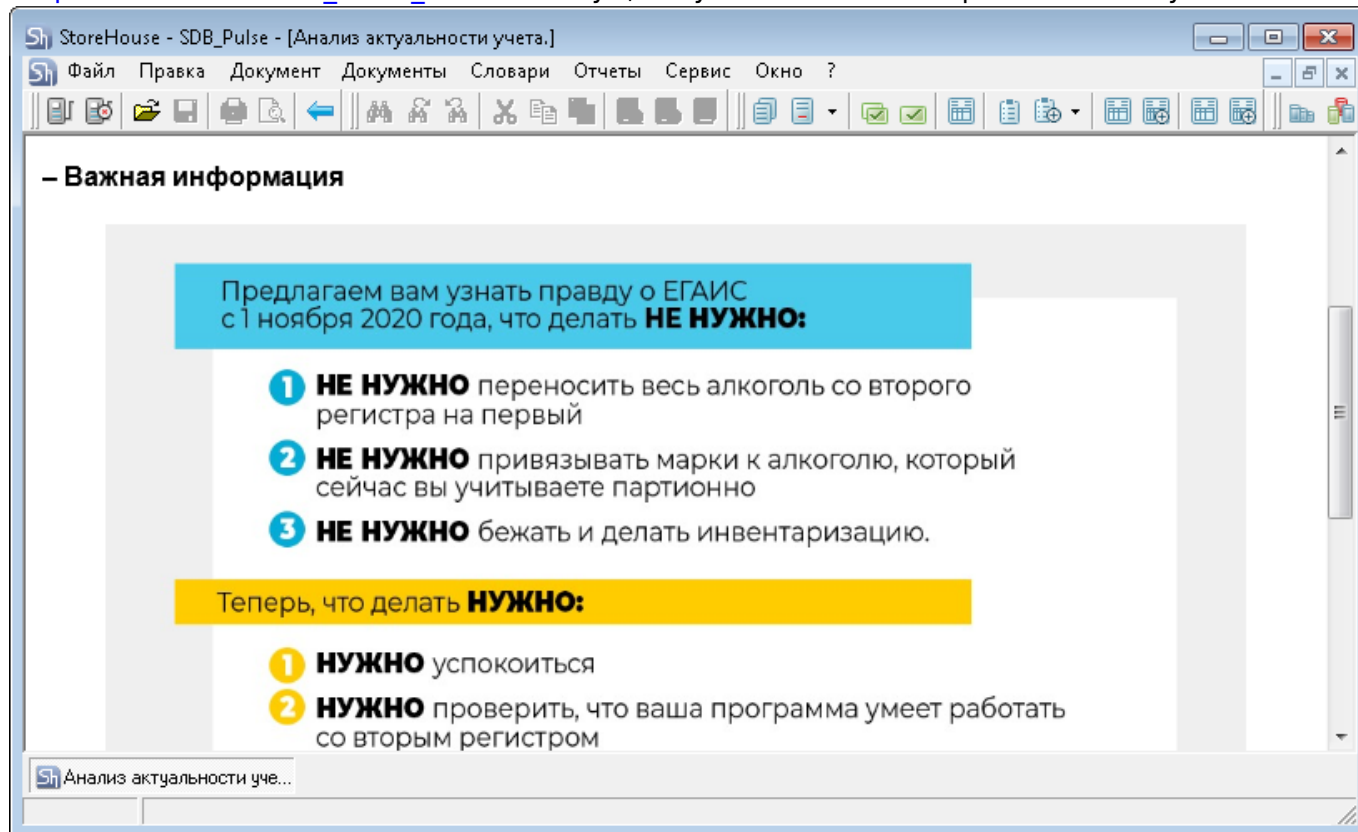 StoreHouse - SDB_Pulse - [Анализ актуальности учета.]
Файл Правка Документ Документы Словари Отчеты Сервис Окно ?
– Важная информация
Предлагаем вам узнать правду о ЕГАИС
с 1 ноября 2020 года, что делать НЕ НУЖНО:
1 НЕ НУЖНО переносить весь алкоголь со второго
регистра на первый
2 НЕ НУЖНО привязывать марки к алкоголю, который
сейчас вы учитываете партионно
3 НЕ НУЖНО бежать и делать инвентаризацию.
Теперь, что делать НУЖНО:
1 НУЖНО успокоиться
2 НУЖНО проверить, что ваша программа умеет работать
со вторым регистром
Sh Анализ актуальности уче...